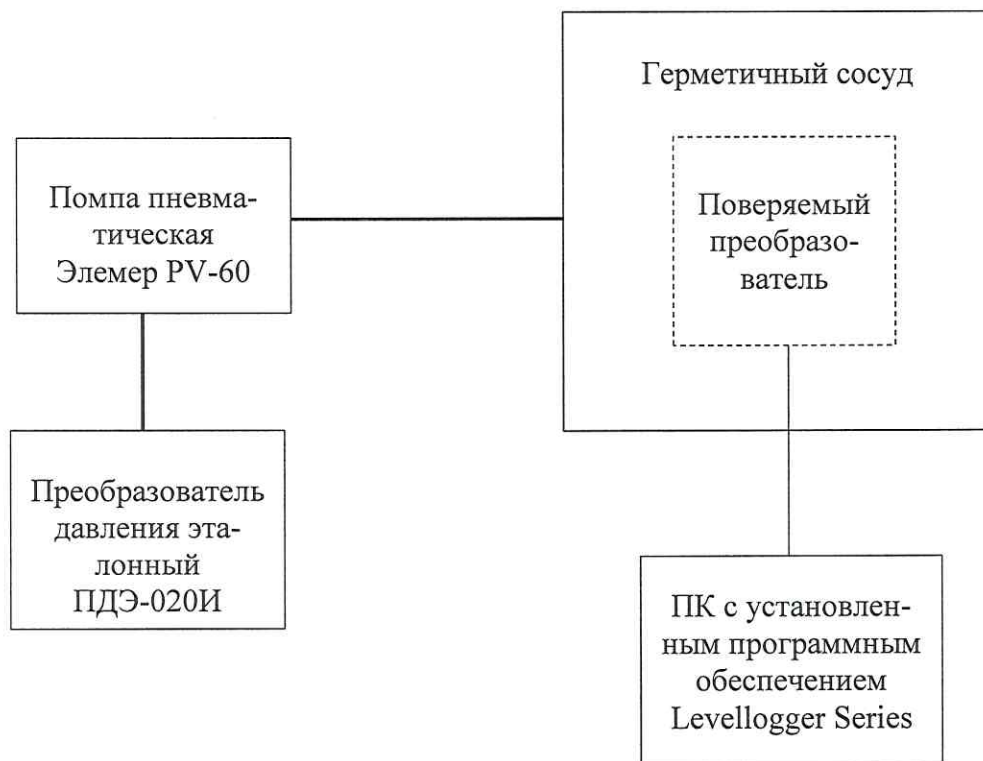 Герметичный сосуд
Помпа пневма-
тическая
Элемер PV-60
Поверяемый
преобразо-
ватель
Преобразователь
давления эта-
лонный
ПДЭ-020И
ПК с установлен-
ным программным
обеспечением
Levellogger Series